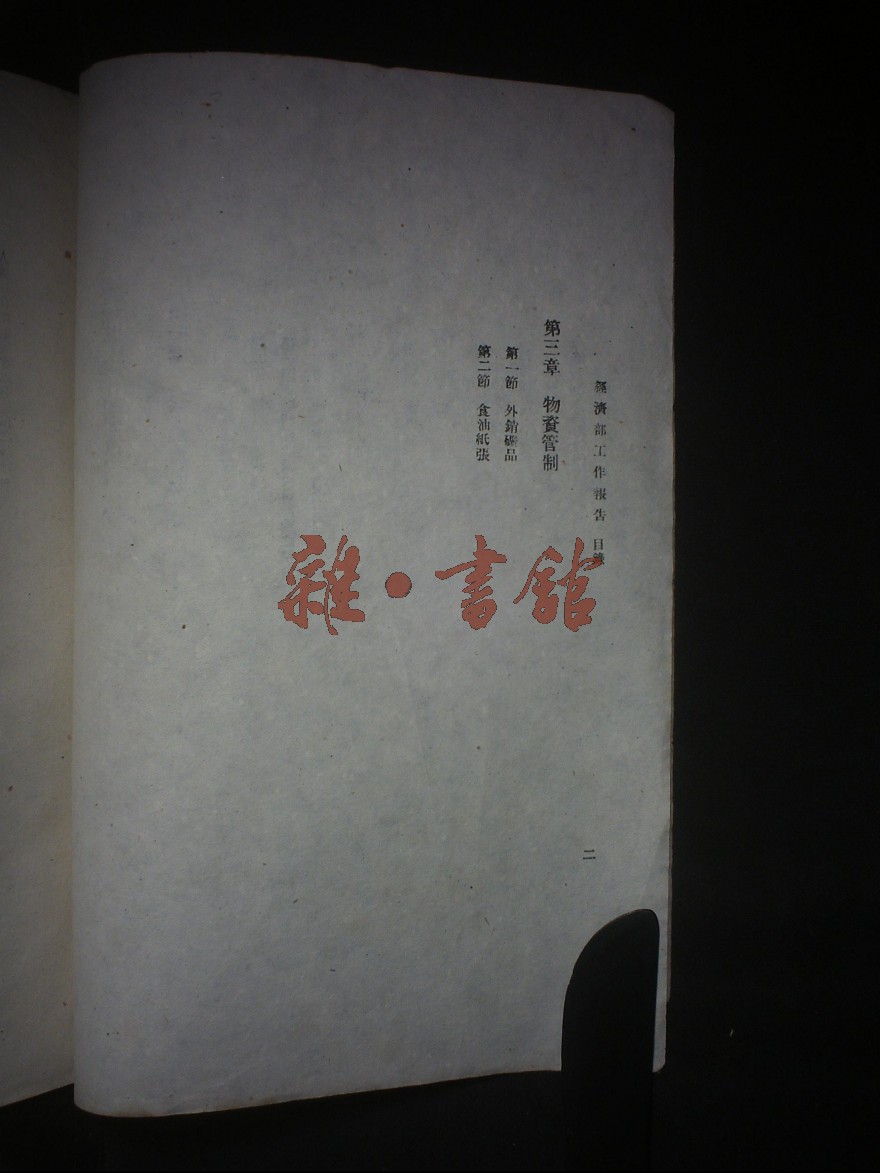 經濟部工作報告 目錄
二
第三章 物資管制
第一節 外銷礦品
第二節 食油紙張
雜·書館